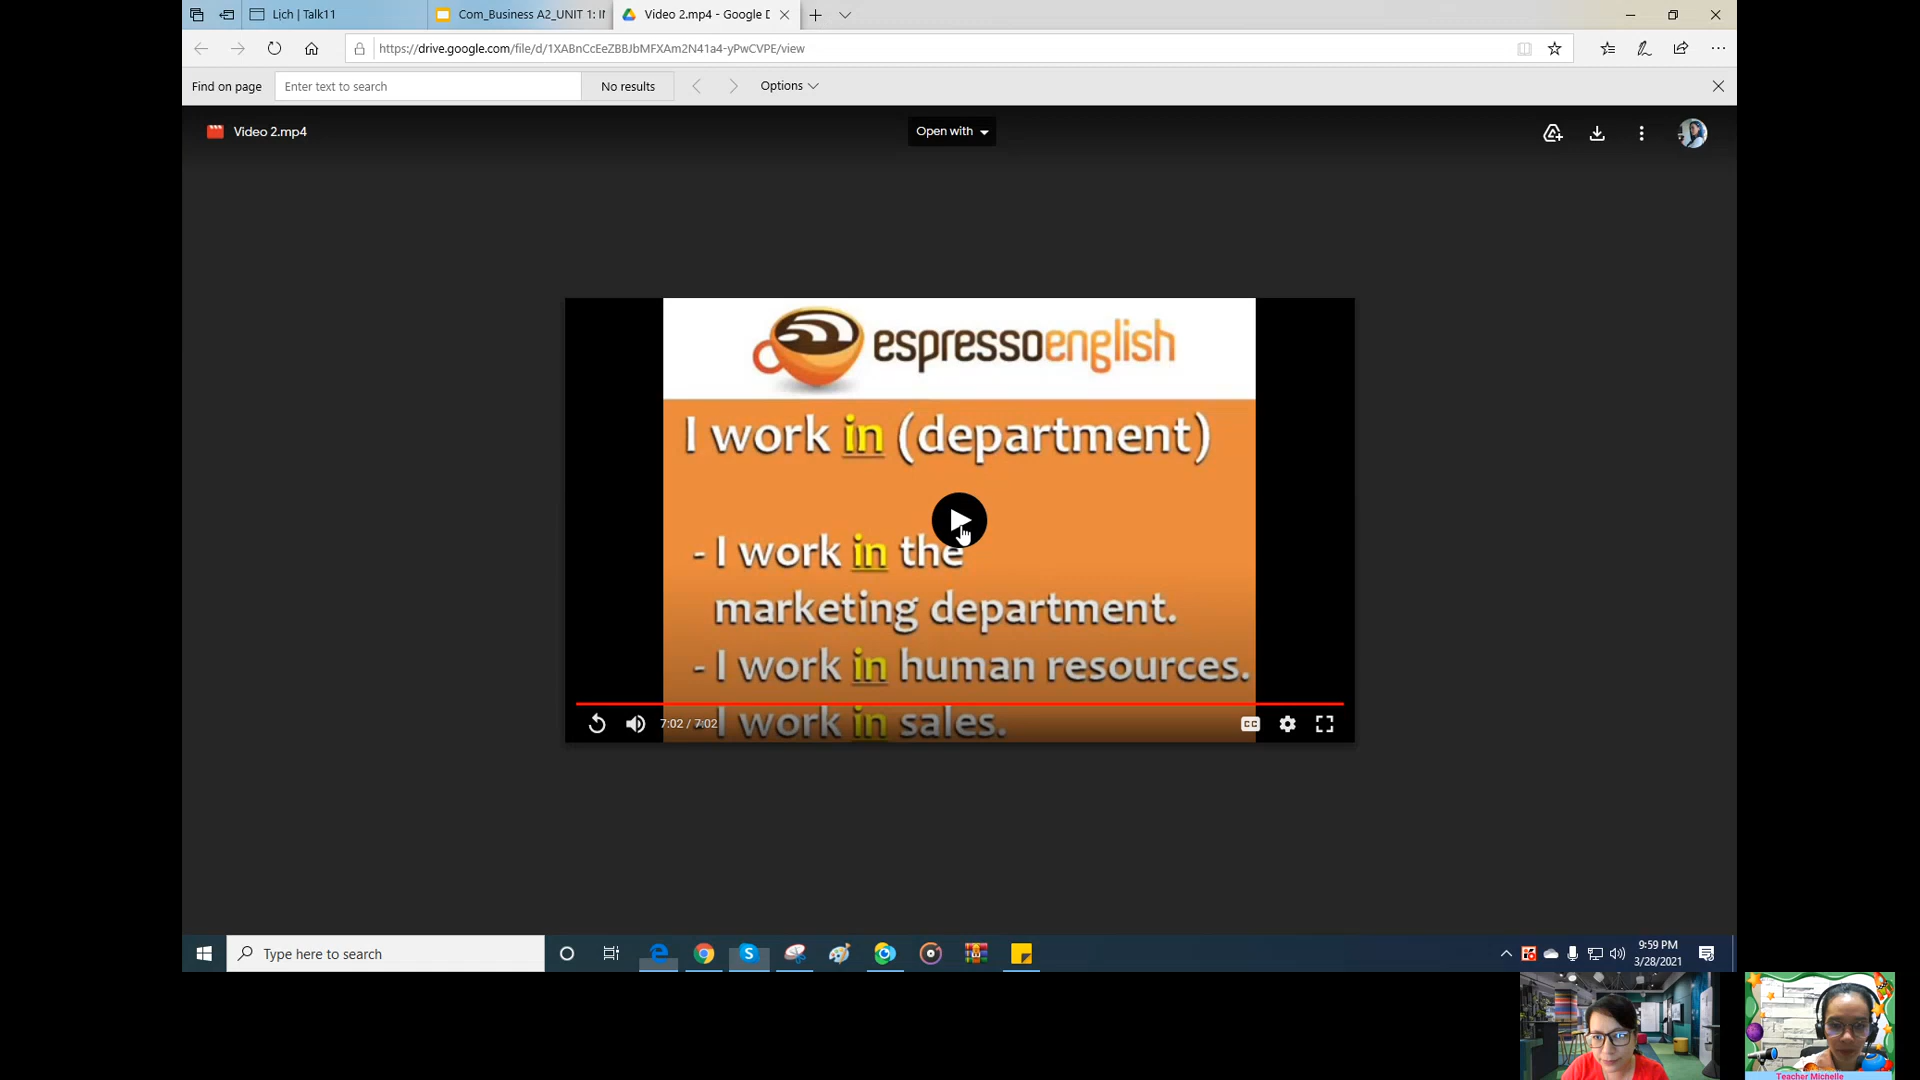 Lịch | Talk11
Com_Business A2_UNIT 1: I
Video 2.mp4 - Google D
https://drive.google.com/file/d/1XABnCcEeZBBJbMFXAm2N41a4-yPwCVPE/view
Find on page
Enter text to search
No results
Options
Video 2.mp4
Open with
espressoenglish
I work in (department)
- I work in the
marketing department.
- I work in human resources.
- I work in sales.
7:02 / 7:02
CC
Type here to search
9:59 PM
3/28/2021
Teacher Michelle